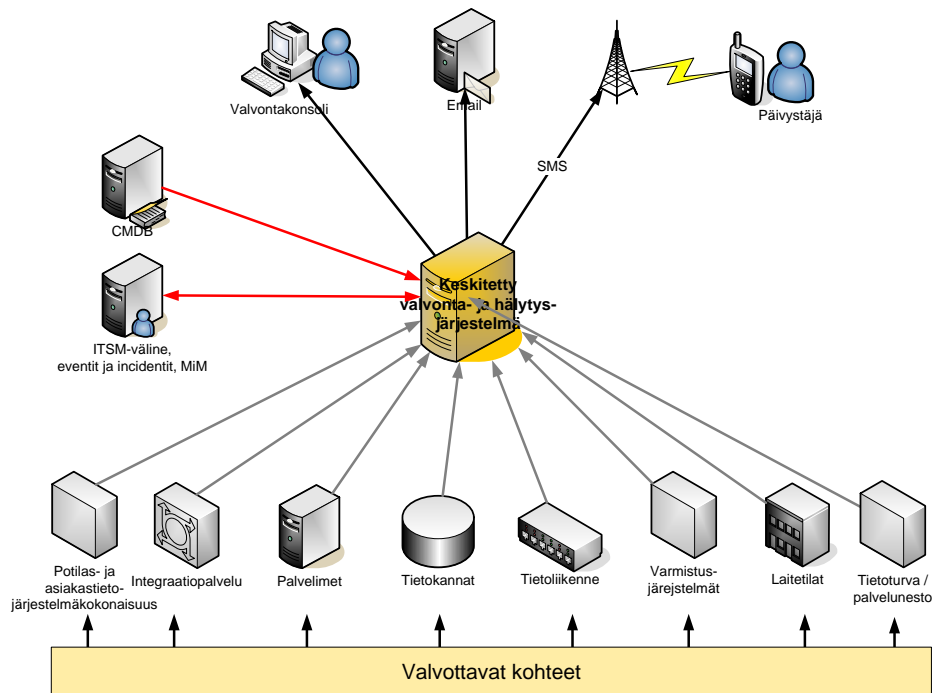 Valvontakonsoli
Email
Päivystäjä
SMS
CMDB
Keskitetty
valvonta- ja hälytys-
järjestelmä
ITSM-väline,
eventit ja incidentit, MiM
Potilas- ja
asiakastieto-
järjestelmäkokonaisuus
Integraatiopalvelu
Palvelimet
Tietokannat
Tietoliikenne
Varmistus-
järejstelmät
Laitetilat
Tietoturva /
palvelunesto
Valvottavat kohteet